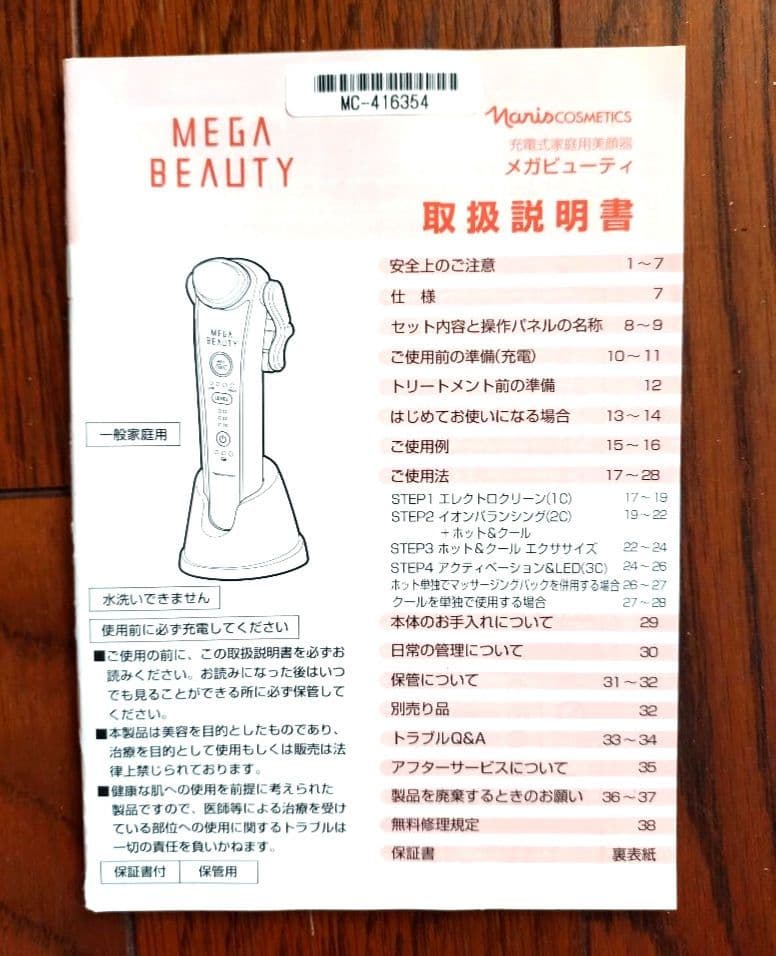 MC-416354
MEGA
BEAUTY
Naris COSMETICS
充電式家庭用美顔器
メガビューティ
取扱説明書
安全上のご注意 1～7
仕 様 7
セット内容と操作パネルの名称 8～9
ご使用前の準備(充電) 10～11
トリートメント前の準備 12
はじめてお使いになる場合 13～14
ご使用例 15～16
ご使用法 17～28
STEP1 エレクトロクリーン(1C) 17～19
STEP2 イオンバランシング(2C) 19～22
+ホット&クール
STEP3 ホット&クール エクササイズ 22～24
STEP4 アクティベーション&LED(3C) 24～26
ホット単独でマッサージングパックを併用する場合 26～27
クールを単独で使用する場合 27～28
本体のお手入れについて 29
日常の管理について 30
保管について 31～32
別売り品 32
トラブルQ&A 33～34
アフターサービスについて 35
製品を廃棄するときのお願い 36～37
無料修理規定 38
保証書 裏表紙
MEGA
BEAUTY
LEVEL
一般家庭用
水洗いできません
使用前に必ず充電してください
■ご使用の前に、この取扱説明書を必ずお
読みください。お読みになった後はいつ
でも見ることができる所に必ず保管して
ください。
■本製品は美容を目的としたものであり、
治療を目的として使用もしくは販売は法
律上禁じられております。
■健康な肌への使用を前提に考えられた
製品ですので、医師等による治療を受け
ている部位への使用に関するトラブルは
一切の責任を負いかねます。
保証書付 保管用